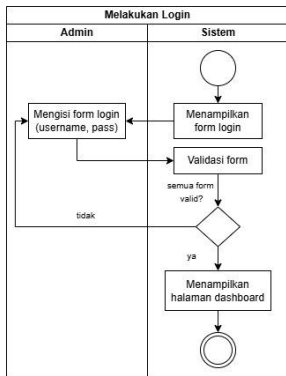 Melakukan Login
Admin
Sistem
Mengisi form login
(username, pass)
Menampilkan
form login
Validasi form
semua form
valid?
tidak
ya
Menampilkan
halaman dashboard